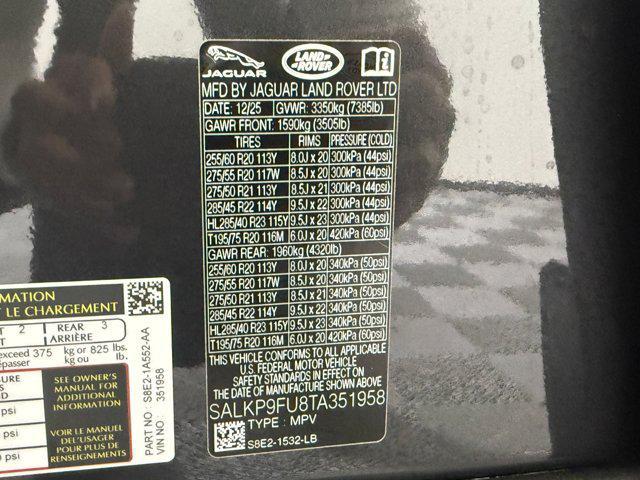 JAGUAR
LAND ROVER
MFD BY JAGUAR LAND ROVER LTD
DATE: 12/25 GVWR: 3350kg (7385lb)
GAWR FRONT: 1590kg (3505lb)
TIRES RIMS PRESSURE (COLD)
255/60 R20 113Y 8.0J x 20 300kPa (44psi)
275/55 R20 117W 8.5J x 20 300kPa (44psi)
275/50 R21 113Y 8.5J x 21 300kPa (44psi)
285/45 R22 114Y 9.5J x 22 300kPa (44psi)
HL285/40 R23 115Y 9.5J x 23 300kPa (44psi)
T195/75 R20 116M 6.0J x 20 420kPa (60psi)
GAWR REAR: 1960kg (4320lb)
255/60 R20 113Y 8.0J x 20 340kPa (50psi)
275/55 R20 117W 8.5J x 20 340kPa (50psi)
275/50 R21 113Y 8.5J x 21 340kPa (50psi)
285/45 R22 114Y 9.5J x 22 340kPa (50psi)
HL285/40 R23 115Y 9.5J x 23 340kPa (50psi)
T195/75 R20 116M 6.0J x 20 420kPa (60psi)
THIS VEHICLE CONFORMS TO ALL APPLICABLE
U.S. FEDERAL MOTOR VEHICLE
SAFETY STANDARDS IN EFFECT ON
THE DATE OF MANUFACTURE SHOWN ABOVE
SALKP9FU8TA351958
TYPE : MPV
S8E2-1532-LB
RMATION
T LE CHARGEMENT
T 2 REAR 3
T ARRIÈRE
exceed 375 kg or 825 lbs.
épasser kg ou lb.
SURE SEE OWNER'S
MANUAL FOR
ADDITIONAL
INFORMATION
psi
psi VOIR LE MANUEL
DE L'USAGER
POUR PLUS DE
psi RENSEIGNEMENTS
PART NO : S8E2-1A552-AA
VIN NO : 351958